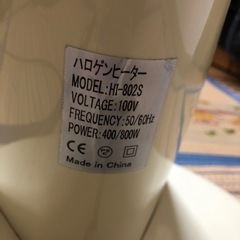 ハロゲンヒーター
MODEL:HI-802S
VOLTAGE:100V
FREQUENCY:50/60Hz
POWER:400/800W
CE
Made in China